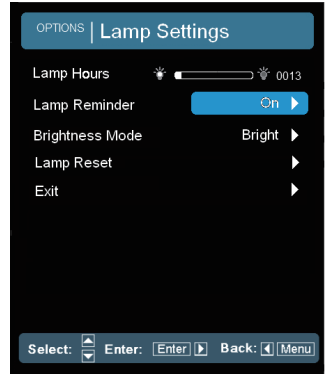 OPTIONS | Lamp Settings
Lamp Hours 0013
Lamp Reminder On
Brightness Mode Bright
Lamp Reset
Exit
Select: Enter: Enter Back: Menu